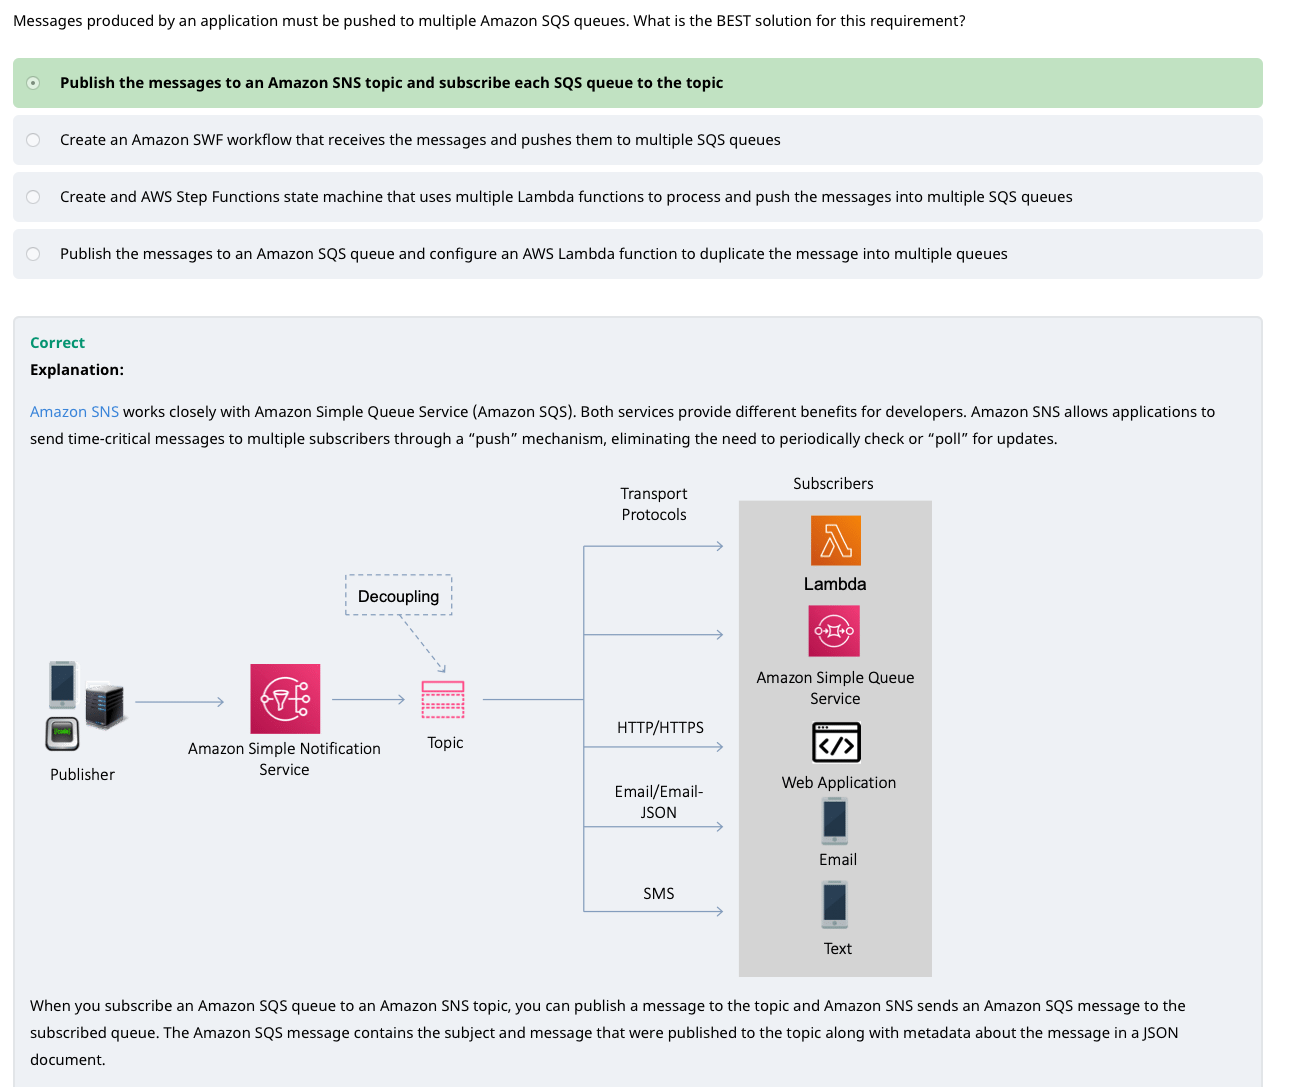 Messages produced by an application must be pushed to multiple Amazon SQS queues. What is the BEST solution for this requirement?
Publish the messages to an Amazon SNS topic and subscribe each SQS queue to the topic
Create an Amazon SWF workflow that receives the messages and pushes them to multiple SQS queues
Create and AWS Step Functions state machine that uses multiple Lambda functions to process and push the messages into multiple SQS queues
Publish the messages to an Amazon SQS queue and configure an AWS Lambda function to duplicate the message into multiple queues
Correct
Explanation:
Amazon SNS works closely with Amazon Simple Queue Service (Amazon SQS). Both services provide different benefits for developers. Amazon SNS allows applications to
send time-critical messages to multiple subscribers through a “push” mechanism, eliminating the need to periodically check or “poll” for updates.
Subscribers
Transport
Protocols
Lambda
Decoupling
Amazon Simple Queue
Service
HTTP/HTTPS
Topic
Amazon Simple Notification
Service
Publisher
Web Application
Email/Email-
JSON
Email
SMS
Text
When you subscribe an Amazon SQS queue to an Amazon SNS topic, you can publish a message to the topic and Amazon SNS sends an Amazon SQS message to the
subscribed queue. The Amazon SQS message contains the subject and message that were published to the topic along with metadata about the message in a JSON
document.